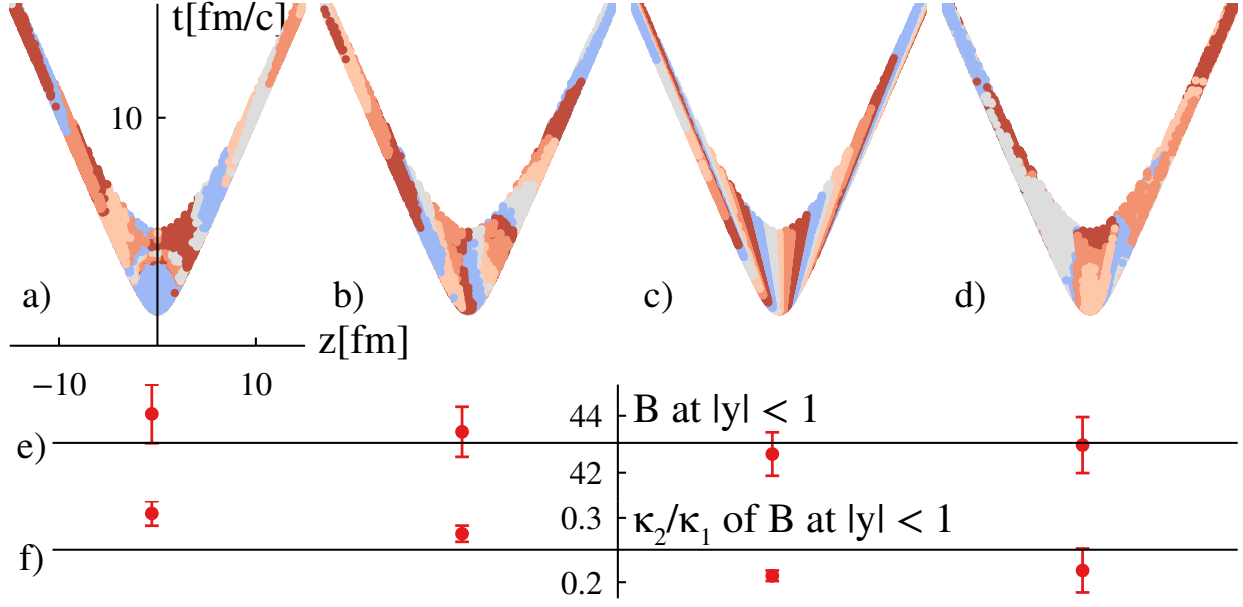 t[fm/c]
10
a)
b)
c)
d)
z[fm]
−10
10
44
B at |y| < 1
e)
42
0.3
κ₂/κ₁ of B at |y| < 1
f)
0.2